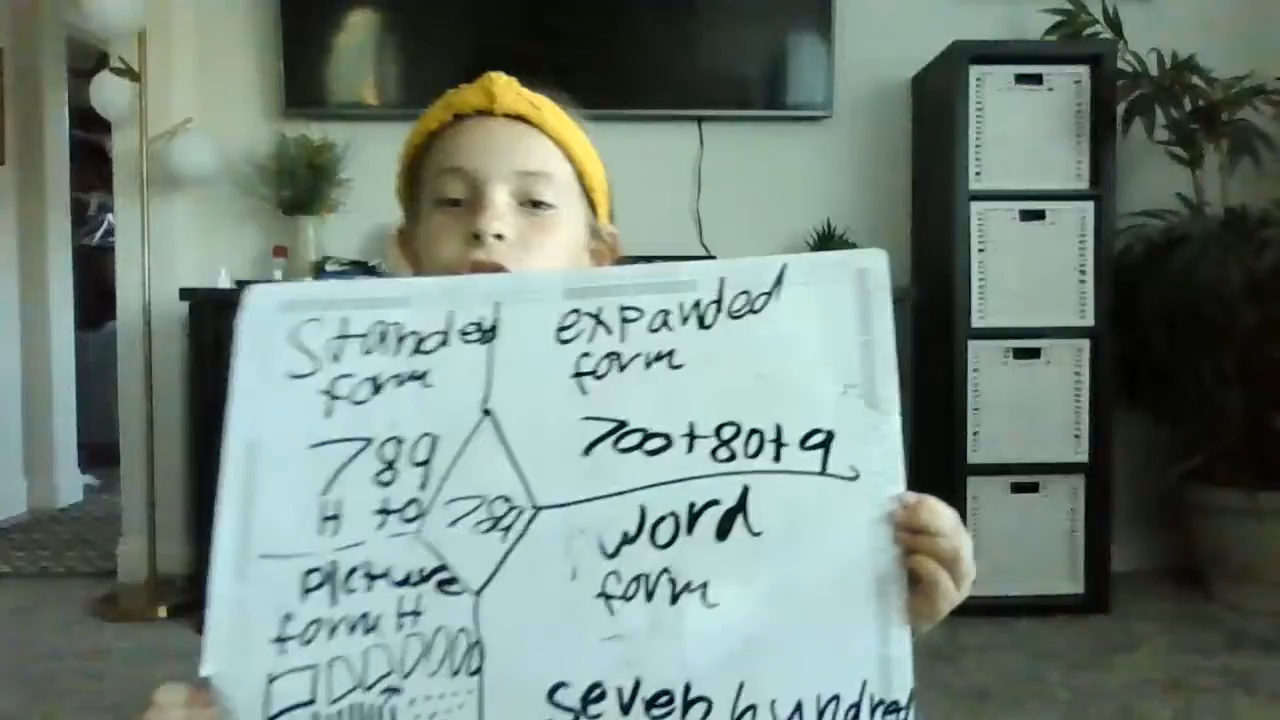 Standed
form
789
H to
picture
form H
789
expanded
form
700+80+9
word
form
seven hundred